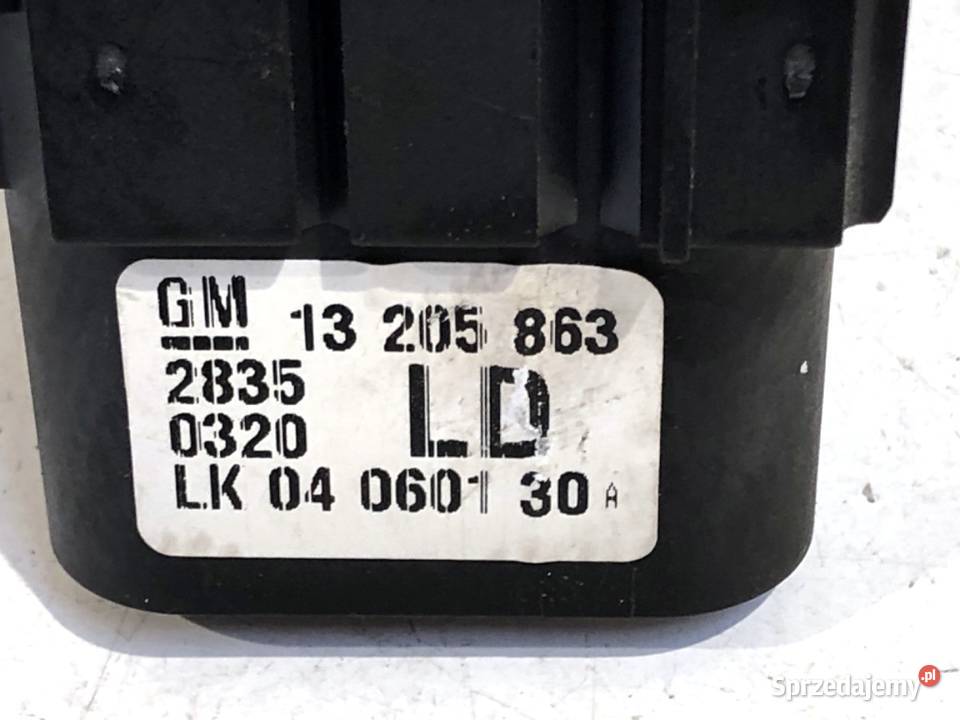 GM 13 205 863
2835 LD
0320
LK 04 0601 30 A
Sprzedajemy.pl